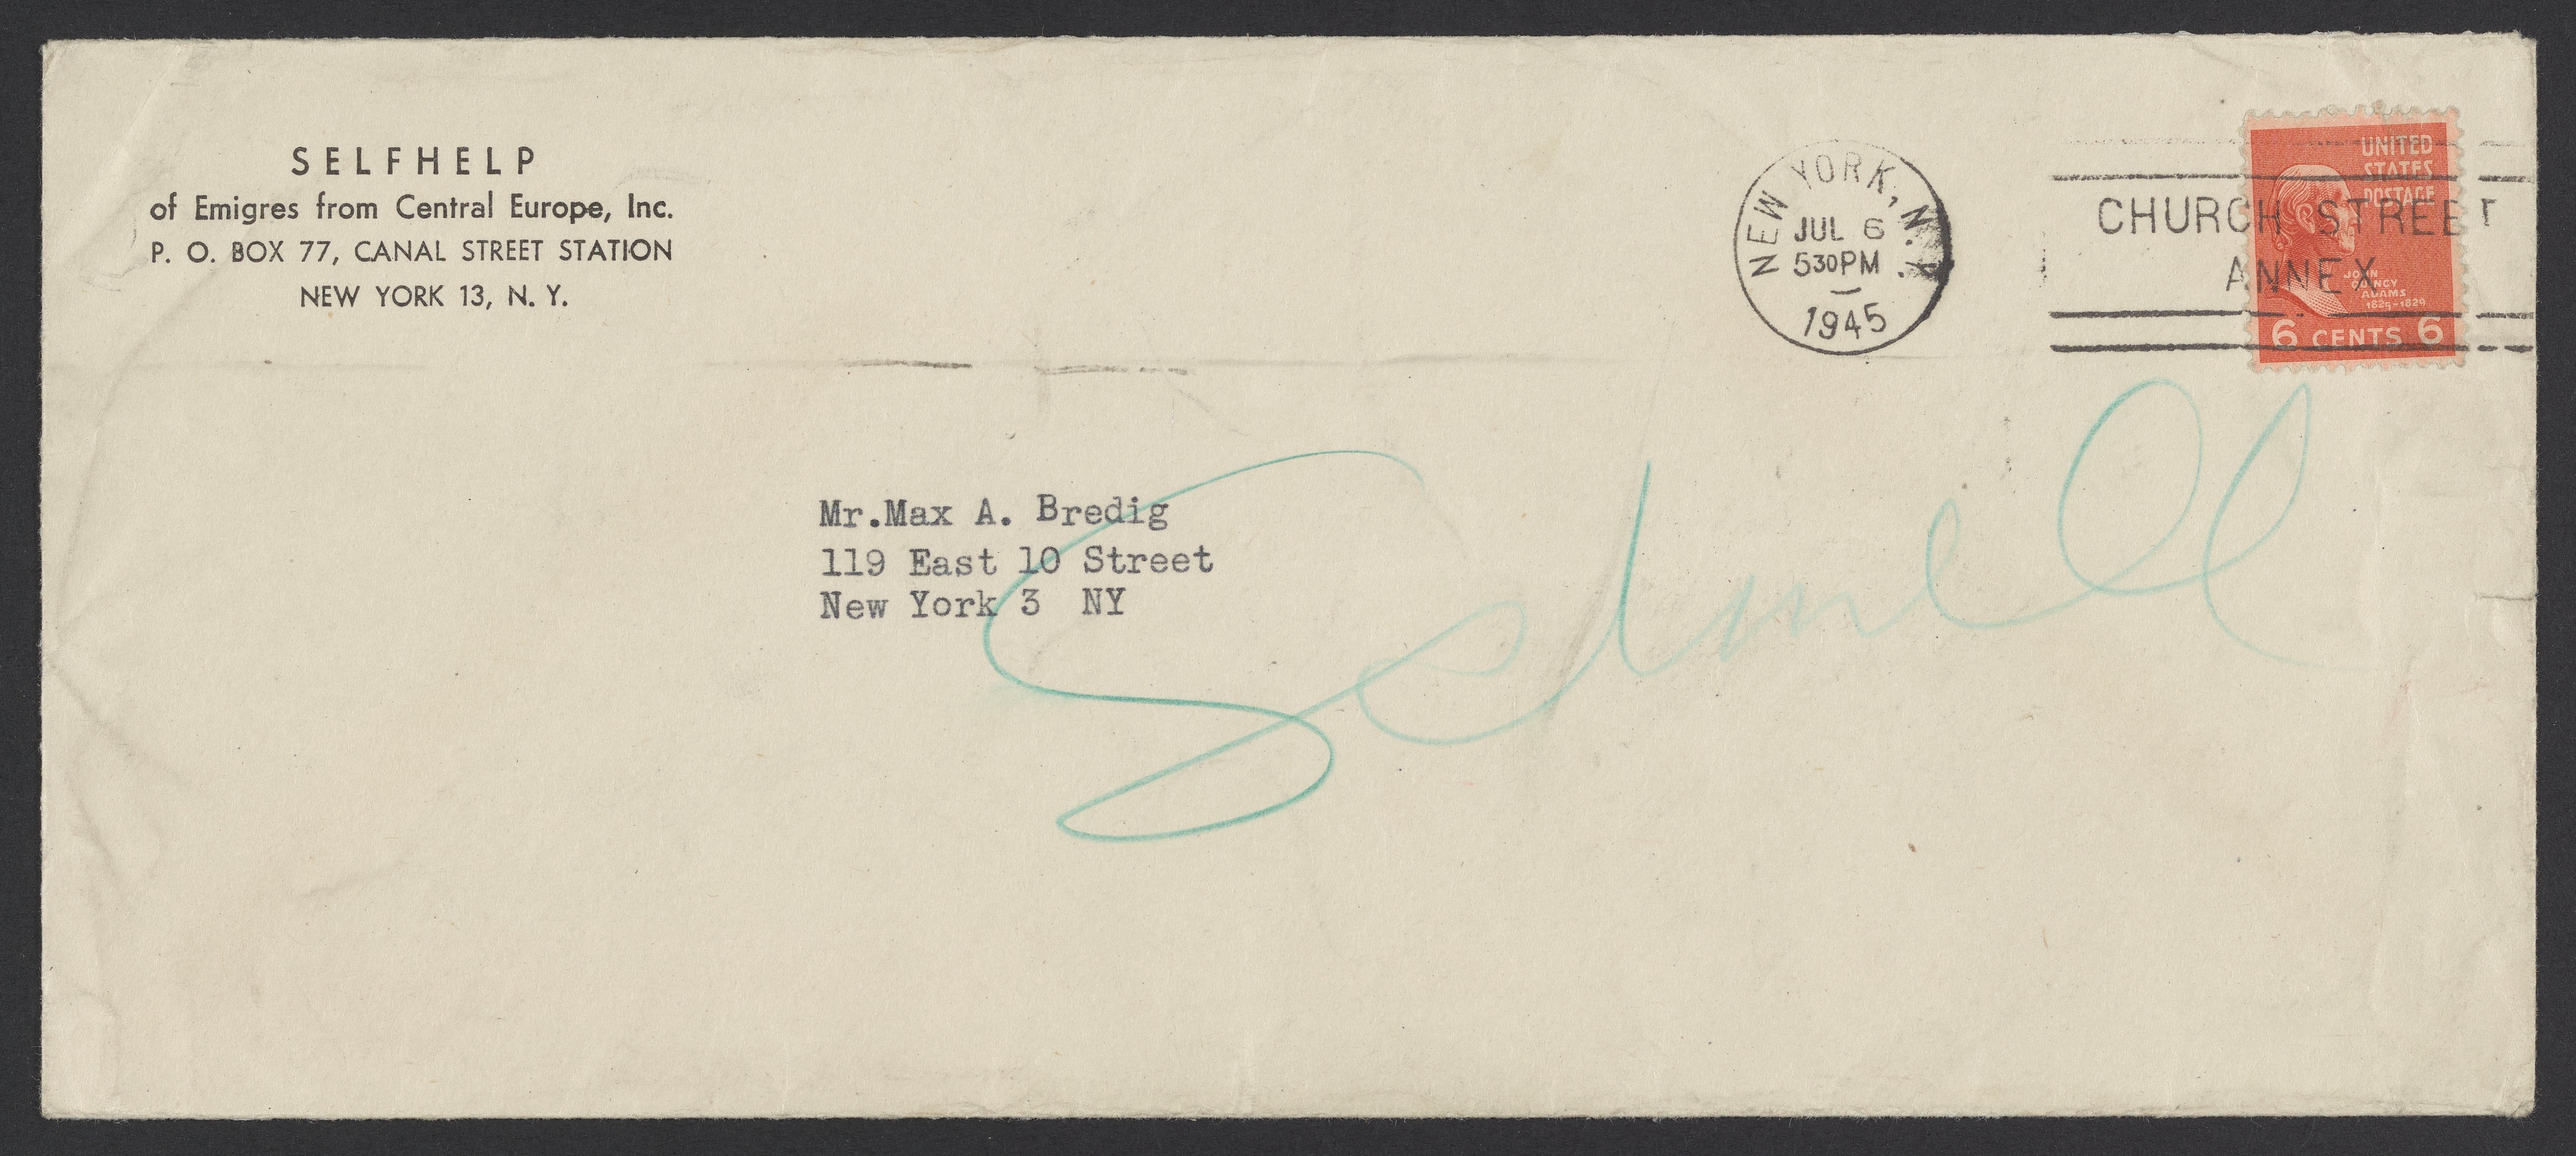 SELFHELP
of Emigres from Central Europe, Inc.
P. O. BOX 77, CANAL STREET STATION
NEW YORK 13, N. Y.
NEW YORK, N.Y.
JUL 6
530PM
1945
CHURCH STREET
ANNEX
UNITED
STATES
POSTAGE
JOHN
QUINCY
ADAMS
1825-1829
6 CENTS 6
Mr.Max A. Bredig
119 East 10 Street
New York 3 NY